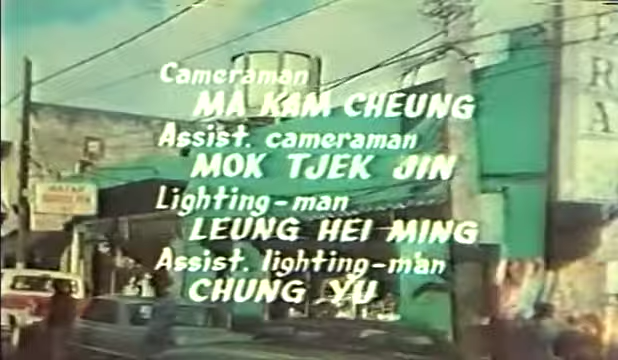 Cameraman
MA KAM CHEUNG
Assist. cameraman
MOK TJEK JIN
Lighting-man
LEUNG HEI MING
Assist. lighting-man
CHUNG YU
E
R
A